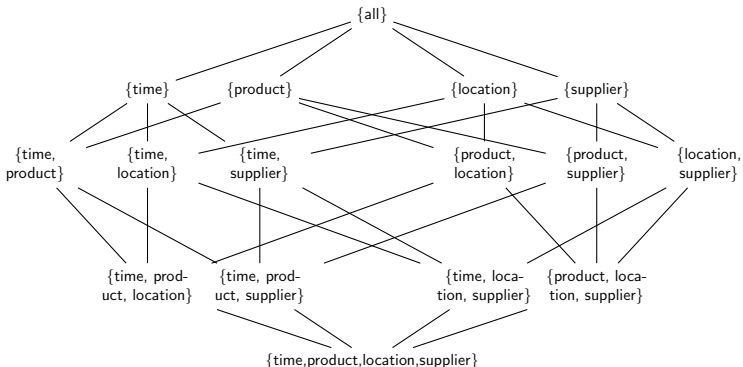 {all}
{time}
{product}
{location}
{supplier}
{time,
product}
{time,
location}
{time,
supplier}
{product,
location}
{product,
supplier}
{location,
supplier}
{time, prod-
uct, location}
{time, prod-
uct, supplier}
{time, loca-
tion, supplier}
{product, loca-
tion, supplier}
{time,product,location,supplier}